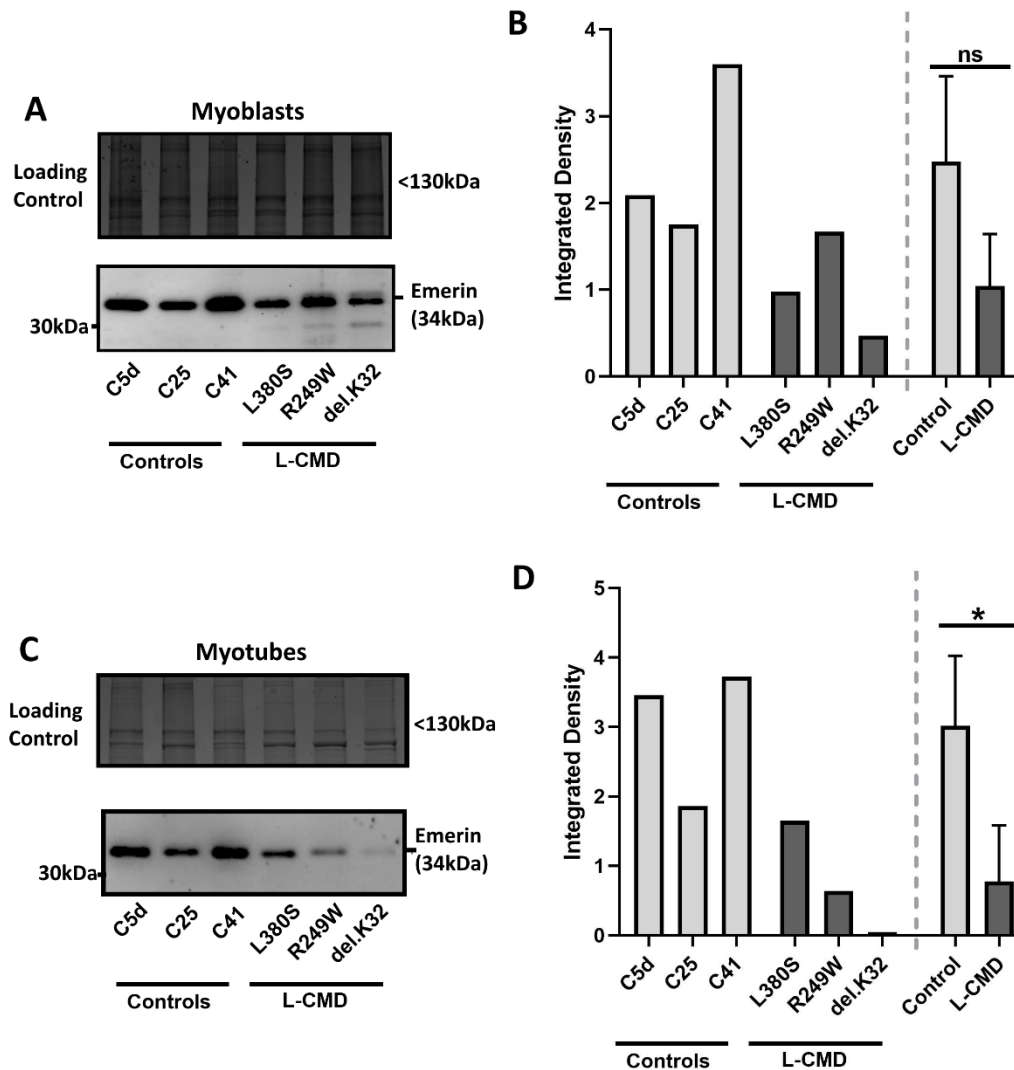 A
Myoblasts
Loading
Control
<130kDa
Emerin
(34kDa)
30kDa
C5d
C25
C41
L380S
R249W
del.K32
Controls
L-CMD
B
Integrated Density
4
3
2
1
0
ns
C5d
C25
C41
L380S
R249W
del.K32
Control
L-CMD
Controls
L-CMD
C
Myotubes
Loading
Control
<130kDa
Emerin
(34kDa)
30kDa
C5d
C25
C41
L380S
R249W
del.K32
Controls
L-CMD
D
Integrated Density
5
4
3
2
1
0
*
C5d
C25
C41
L380S
R249W
del.K32
Control
L-CMD
Controls
L-CMD